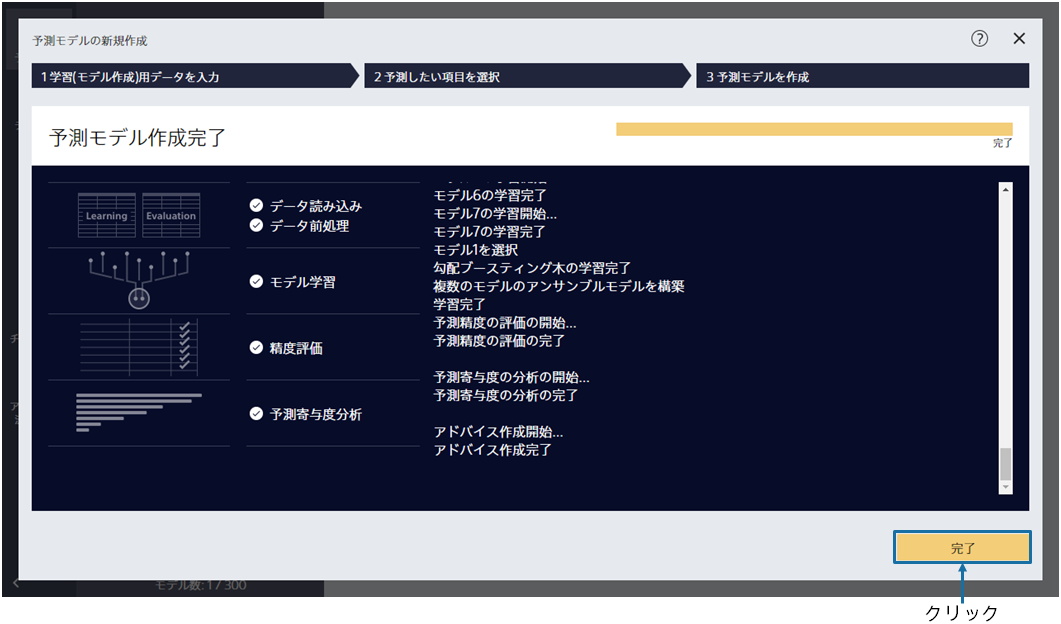 予測モデルの新規作成
?
1 学習(モデル作成)用データを入力
2 予測したい項目を選択
3 予測モデルを作成
予測モデル作成完了
完了
Learning
Evaluation
データ読み込み
データ前処理
モデル学習
精度評価
予測寄与度分析
モデル6の学習完了
モデル7の学習開始...
モデル7の学習完了
モデル1を選択
勾配ブースティング木の学習完了
複数のモデルのアンサンブルモデルを構築
学習完了
予測精度の評価の開始...
予測精度の評価の完了
予測寄与度の分析の開始...
予測寄与度の分析の完了
アドバイス作成開始...
アドバイス作成完了
完了
モデル数: 1 / 300
クリック